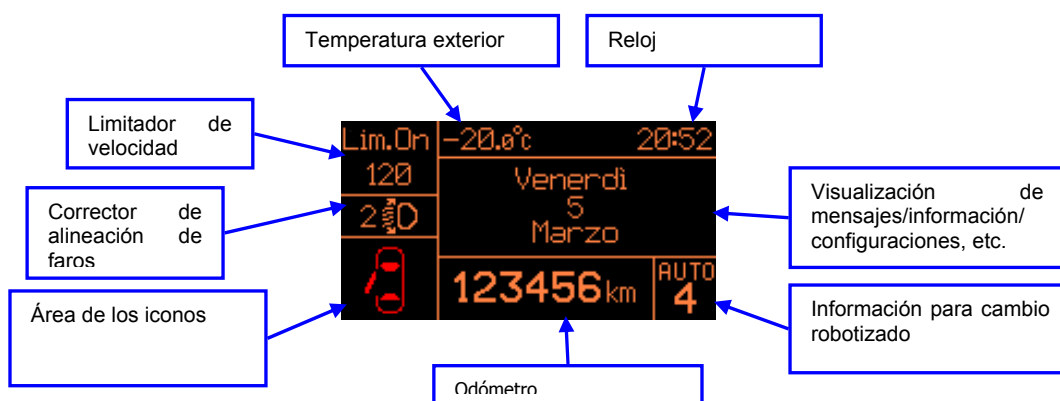 Temperatura exterior
Reloj
Limitador de
velocidad
Lim.On
-20.0°c
20:52
120
Venerdì
5
Marzo
Corrector de
alineación de
faros
2
Visualización de
mensajes/información/
configuraciones, etc.
Área de los iconos
123456 km
AUTO
4
Información para cambio
robotizado
Odómetro